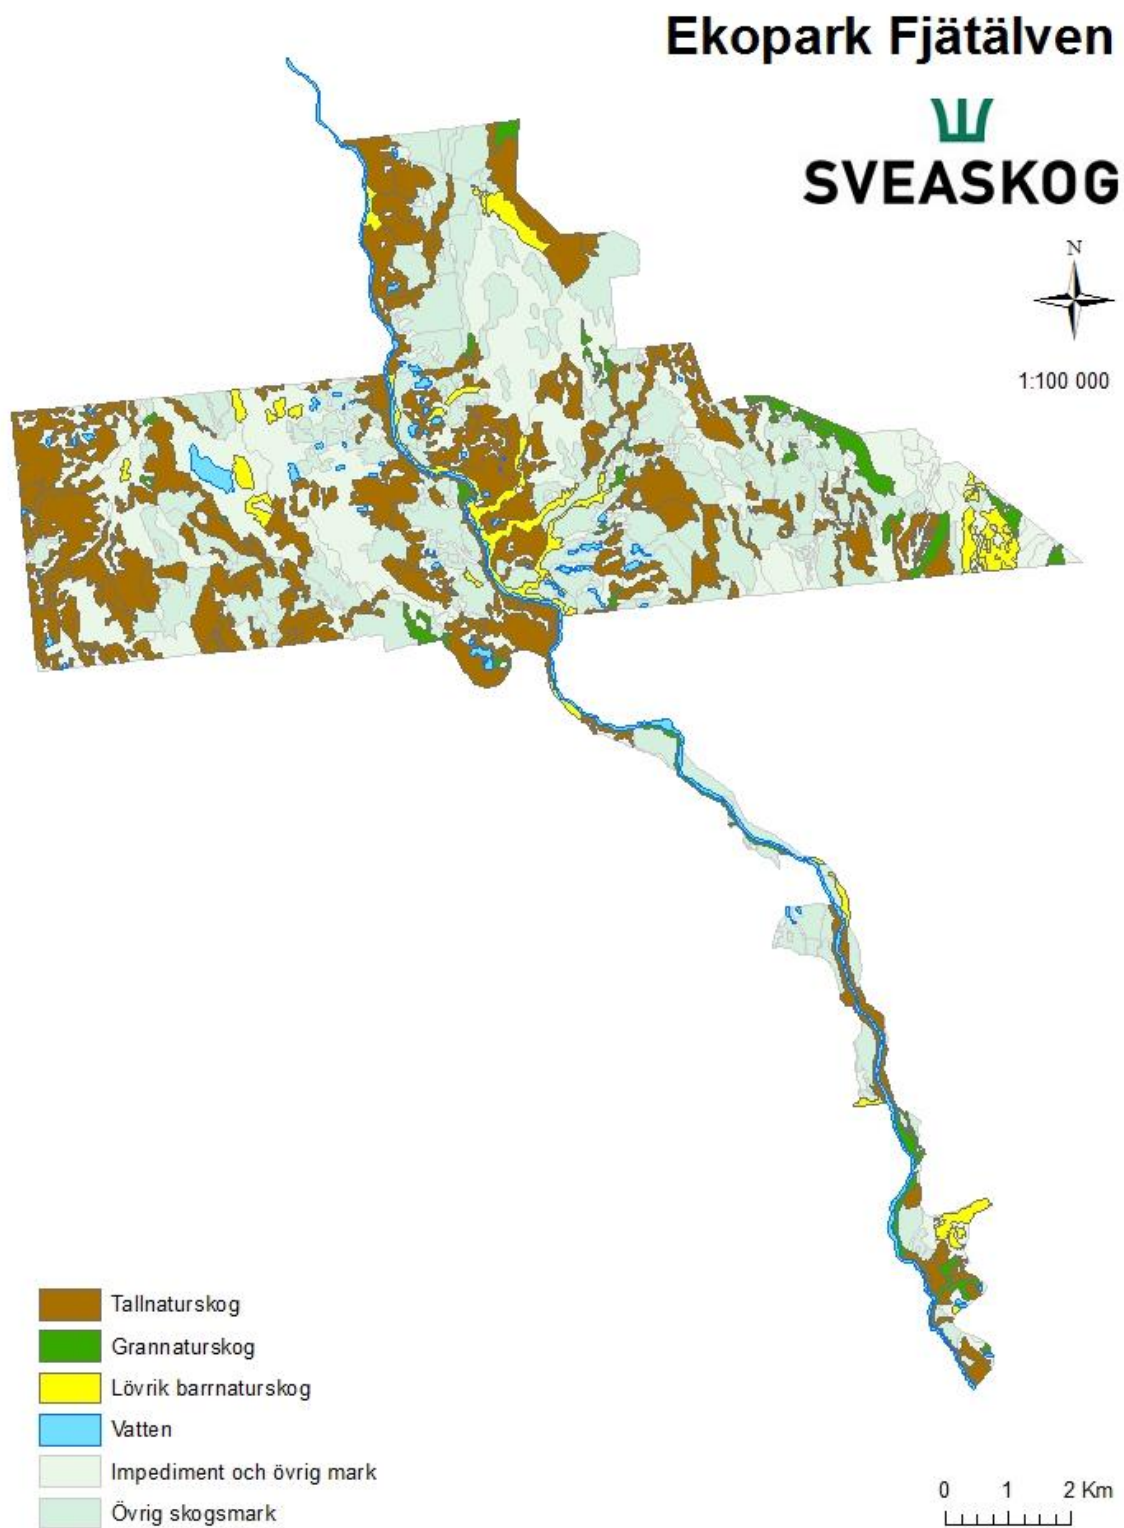 Ekopark Fjätälven
SVEASKOG
N
1:100 000
Tallnaturskog
Grannaturskog
Lövrik barrnaturskog
Vatten
Impediment och övrig mark
Övrig skogsmark
0 1 2 Km